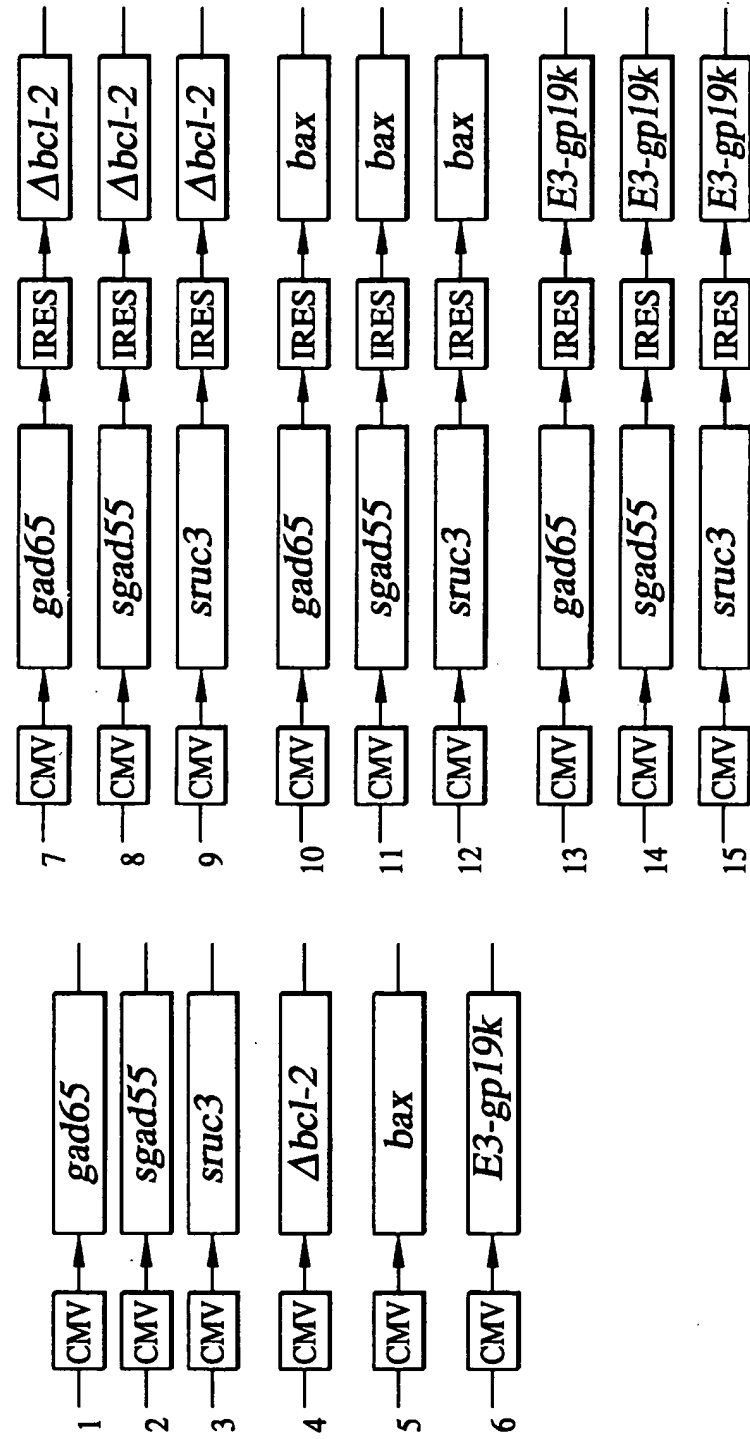 1 CMV gad65
2 CMV sgad55
3 CMV sruc3
4 CMV Δbcl-2
5 CMV bax
6 CMV E3-gp19k
7 CMV gad65 IRES Δbcl-2
8 CMV sgad55 IRES Δbcl-2
9 CMV sruc3 IRES Δbcl-2
10 CMV gad65 IRES bax
11 CMV sgad55 IRES bax
12 CMV sruc3 IRES bax
13 CMV gad65 IRES E3-gp19k
14 CMV sgad55 IRES E3-gp19k
15 CMV sruc3 IRES E3-gp19k